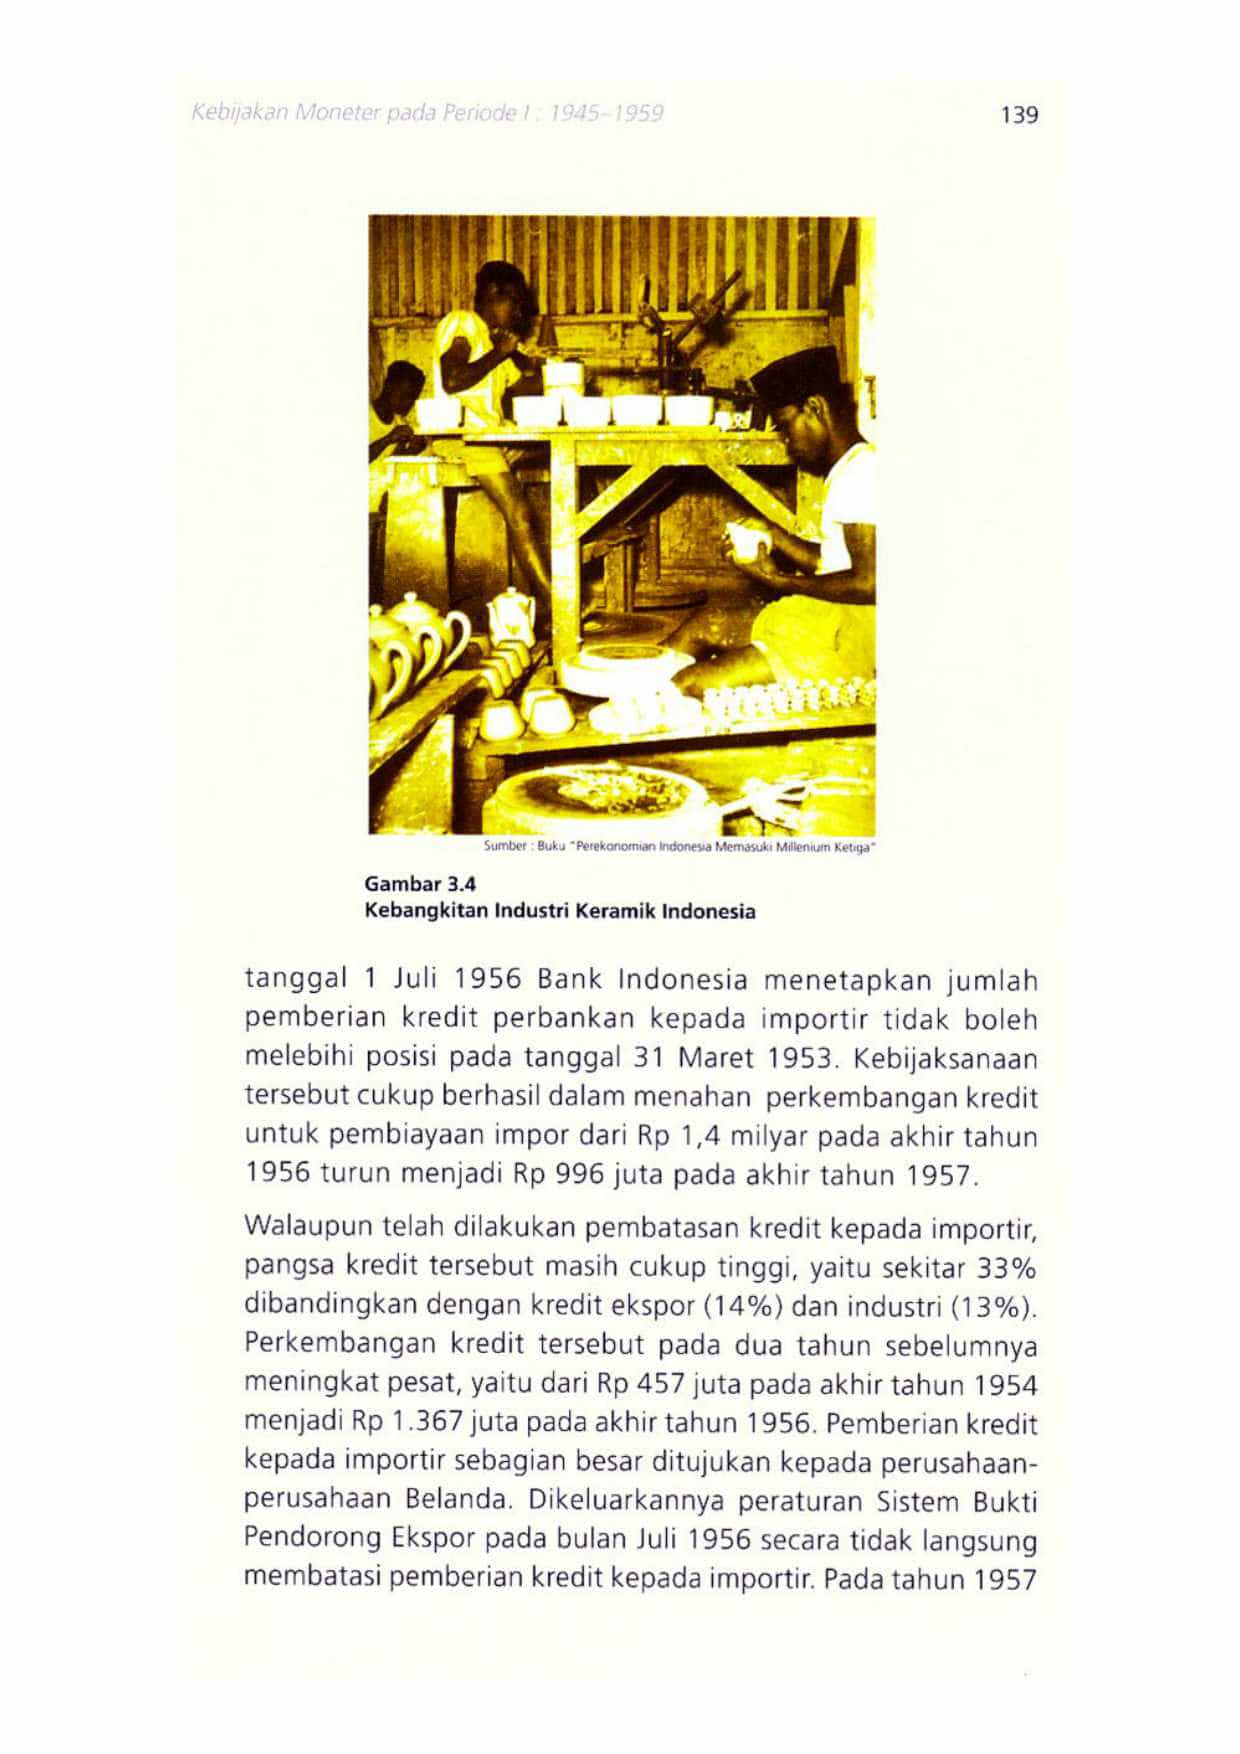 Kebijakan Moneter pada Periode I : 1945–1959
139
Sumber : Buku "Perekonomian Indonesia Memasuki Millenium Ketiga"
Gambar 3.4
Kebangkitan Industri Keramik Indonesia
tanggal 1 Juli 1956 Bank Indonesia menetapkan jumlah
pemberian kredit perbankan kepada importir tidak boleh
melebihi posisi pada tanggal 31 Maret 1953. Kebijaksanaan
tersebut cukup berhasil dalam menahan perkembangan kredit
untuk pembiayaan impor dari Rp 1,4 milyar pada akhir tahun
1956 turun menjadi Rp 996 juta pada akhir tahun 1957.
Walaupun telah dilakukan pembatasan kredit kepada importir,
pangsa kredit tersebut masih cukup tinggi, yaitu sekitar 33%
dibandingkan dengan kredit ekspor (14%) dan industri (13%).
Perkembangan kredit tersebut pada dua tahun sebelumnya
meningkat pesat, yaitu dari Rp 457 juta pada akhir tahun 1954
menjadi Rp 1.367 juta pada akhir tahun 1956. Pemberian kredit
kepada importir sebagian besar ditujukan kepada perusahaan-
perusahaan Belanda. Dikeluarkannya peraturan Sistem Bukti
Pendorong Ekspor pada bulan Juli 1956 secara tidak langsung
membatasi pemberian kredit kepada importir. Pada tahun 1957